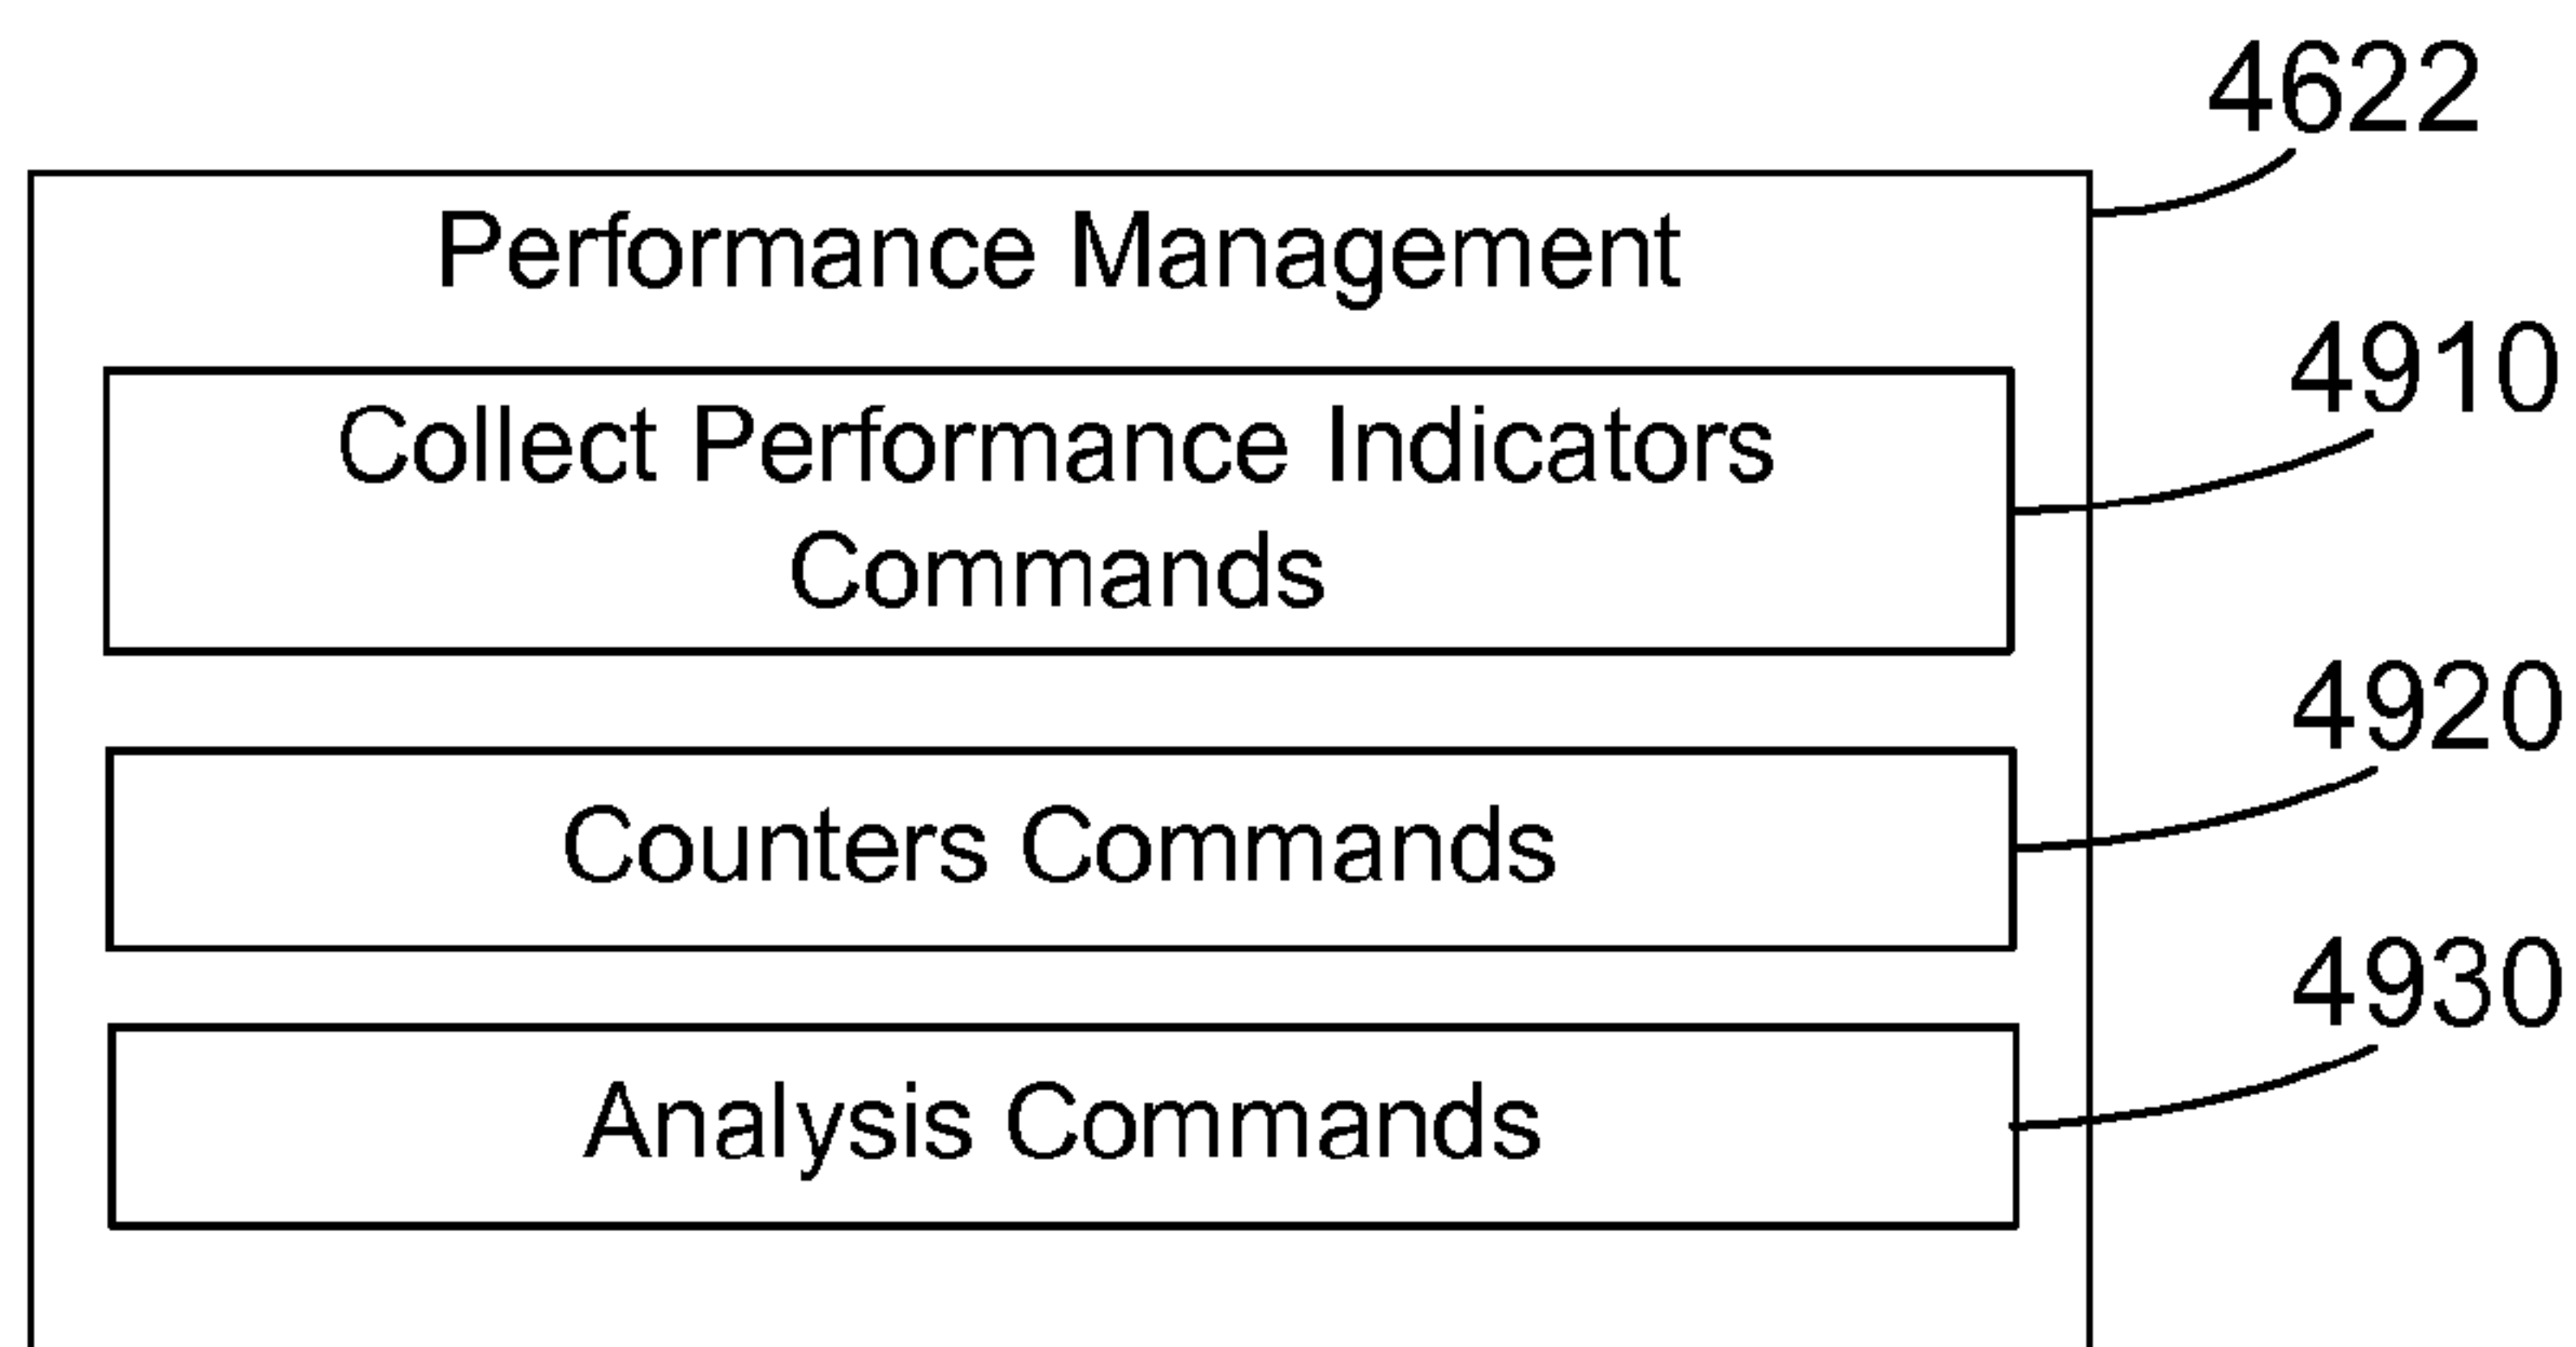 4622
Performance Management
4910
Collect Performance Indicators
Commands
4920
Counters Commands
4930
Analysis Commands